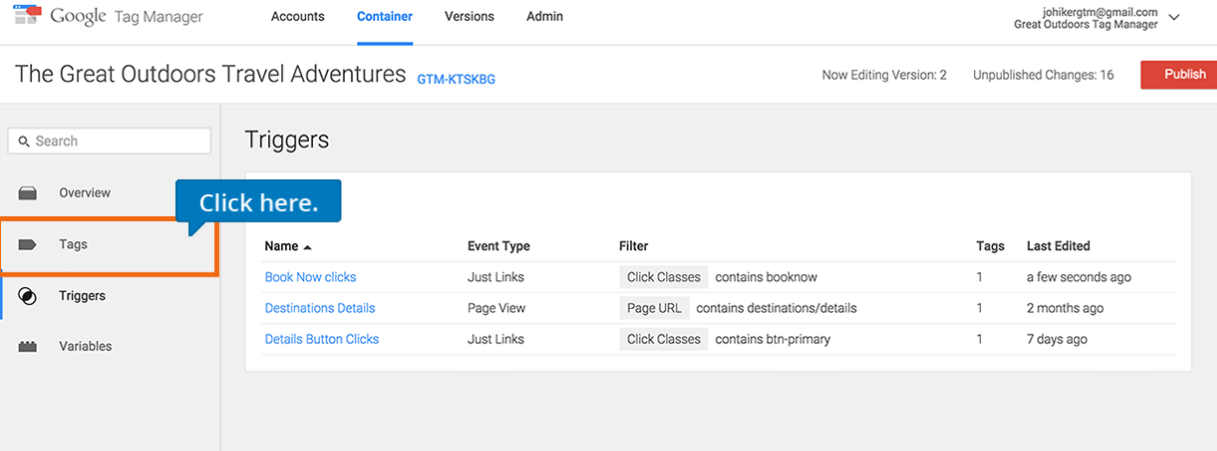 Google Tag Manager Accounts Container Versions Admin johikergtm@gmail.com
Great Outdoors Tag Manager
The Great Outdoors Travel Adventures GTM-KTSKBG Now Editing Version: 2 Unpublished Changes: 16 Publish
Search
Triggers
Overview
Click here.
Tags
Triggers
Variables
Name Event Type Filter Tags Last Edited
Book Now clicks Just Links Click Classes contains booknow 1 a few seconds ago
Destinations Details Page View Page URL contains destinations/details 1 2 months ago
Details Button Clicks Just Links Click Classes contains btn-primary 1 7 days ago